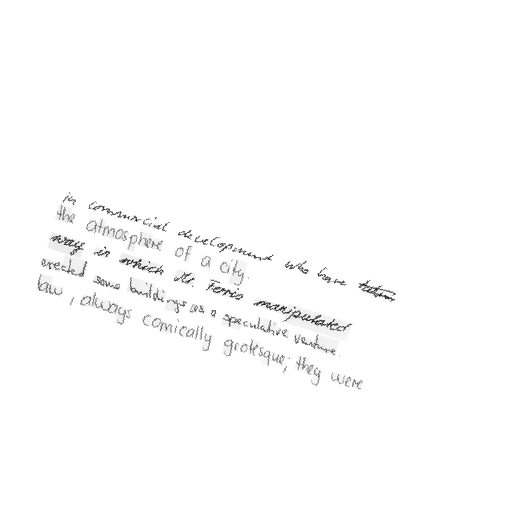 in commercial development who have
the atmosphere of a city.
way in which Mr. Ferris manipulated
erected some buildings as a speculative venture.
law, always comically grotesque; they were